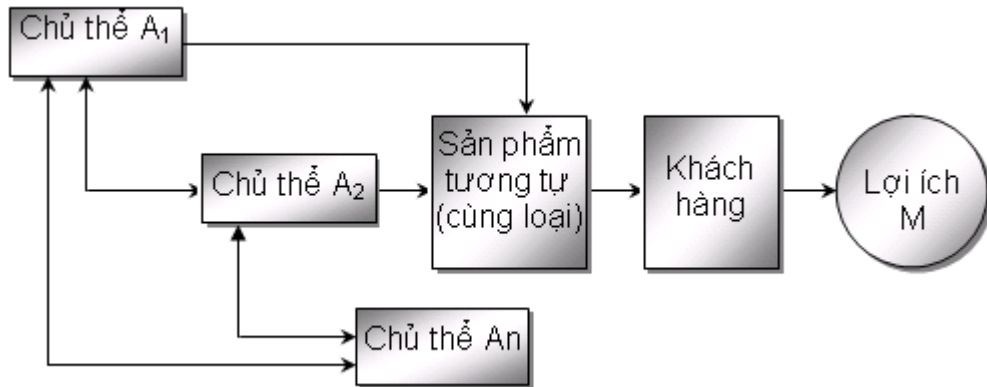 Chủ thể A₁
Chủ thể A₂
Sản phẩm
tương tự
(cùng loại)
Khách
hàng
Lợi ích
M
Chủ thể An